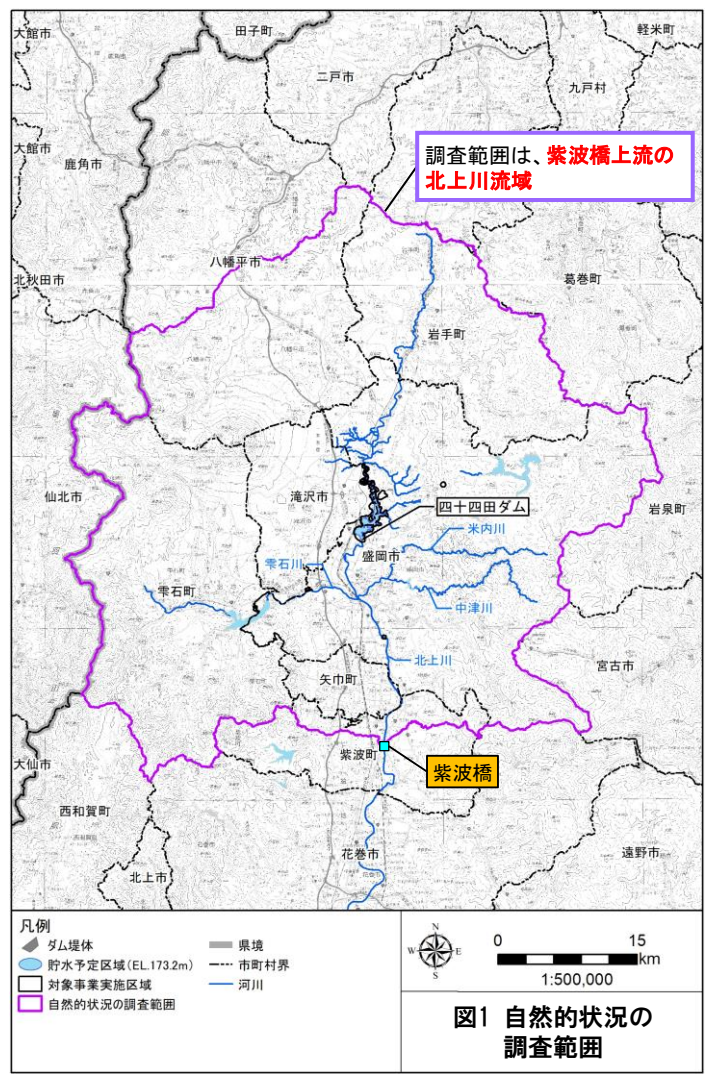 大館市
田子町
軽米町
二戸市
九戸村
大館市
鹿角市
調査範囲は、紫波橋上流の
北上川流域
八幡平市
北秋田市
葛巻町
岩手町
仙北市
滝沢市
四十四田ダム
岩泉町
米内川
盛岡市
雫石川
雫石町
中津川
北上川
宮古市
矢巾町
紫波町
大仙市
紫波橋
西和賀町
花巻市
遠野市
北上市
凡例
ダム堤体
県境
貯水予定区域(EL.173.2m)
市町村界
対象事業実施区域
河川
自然的状況の調査範囲
N
W
E
S
0 15
km
1:500,000
図1 自然的状況の
調査範囲